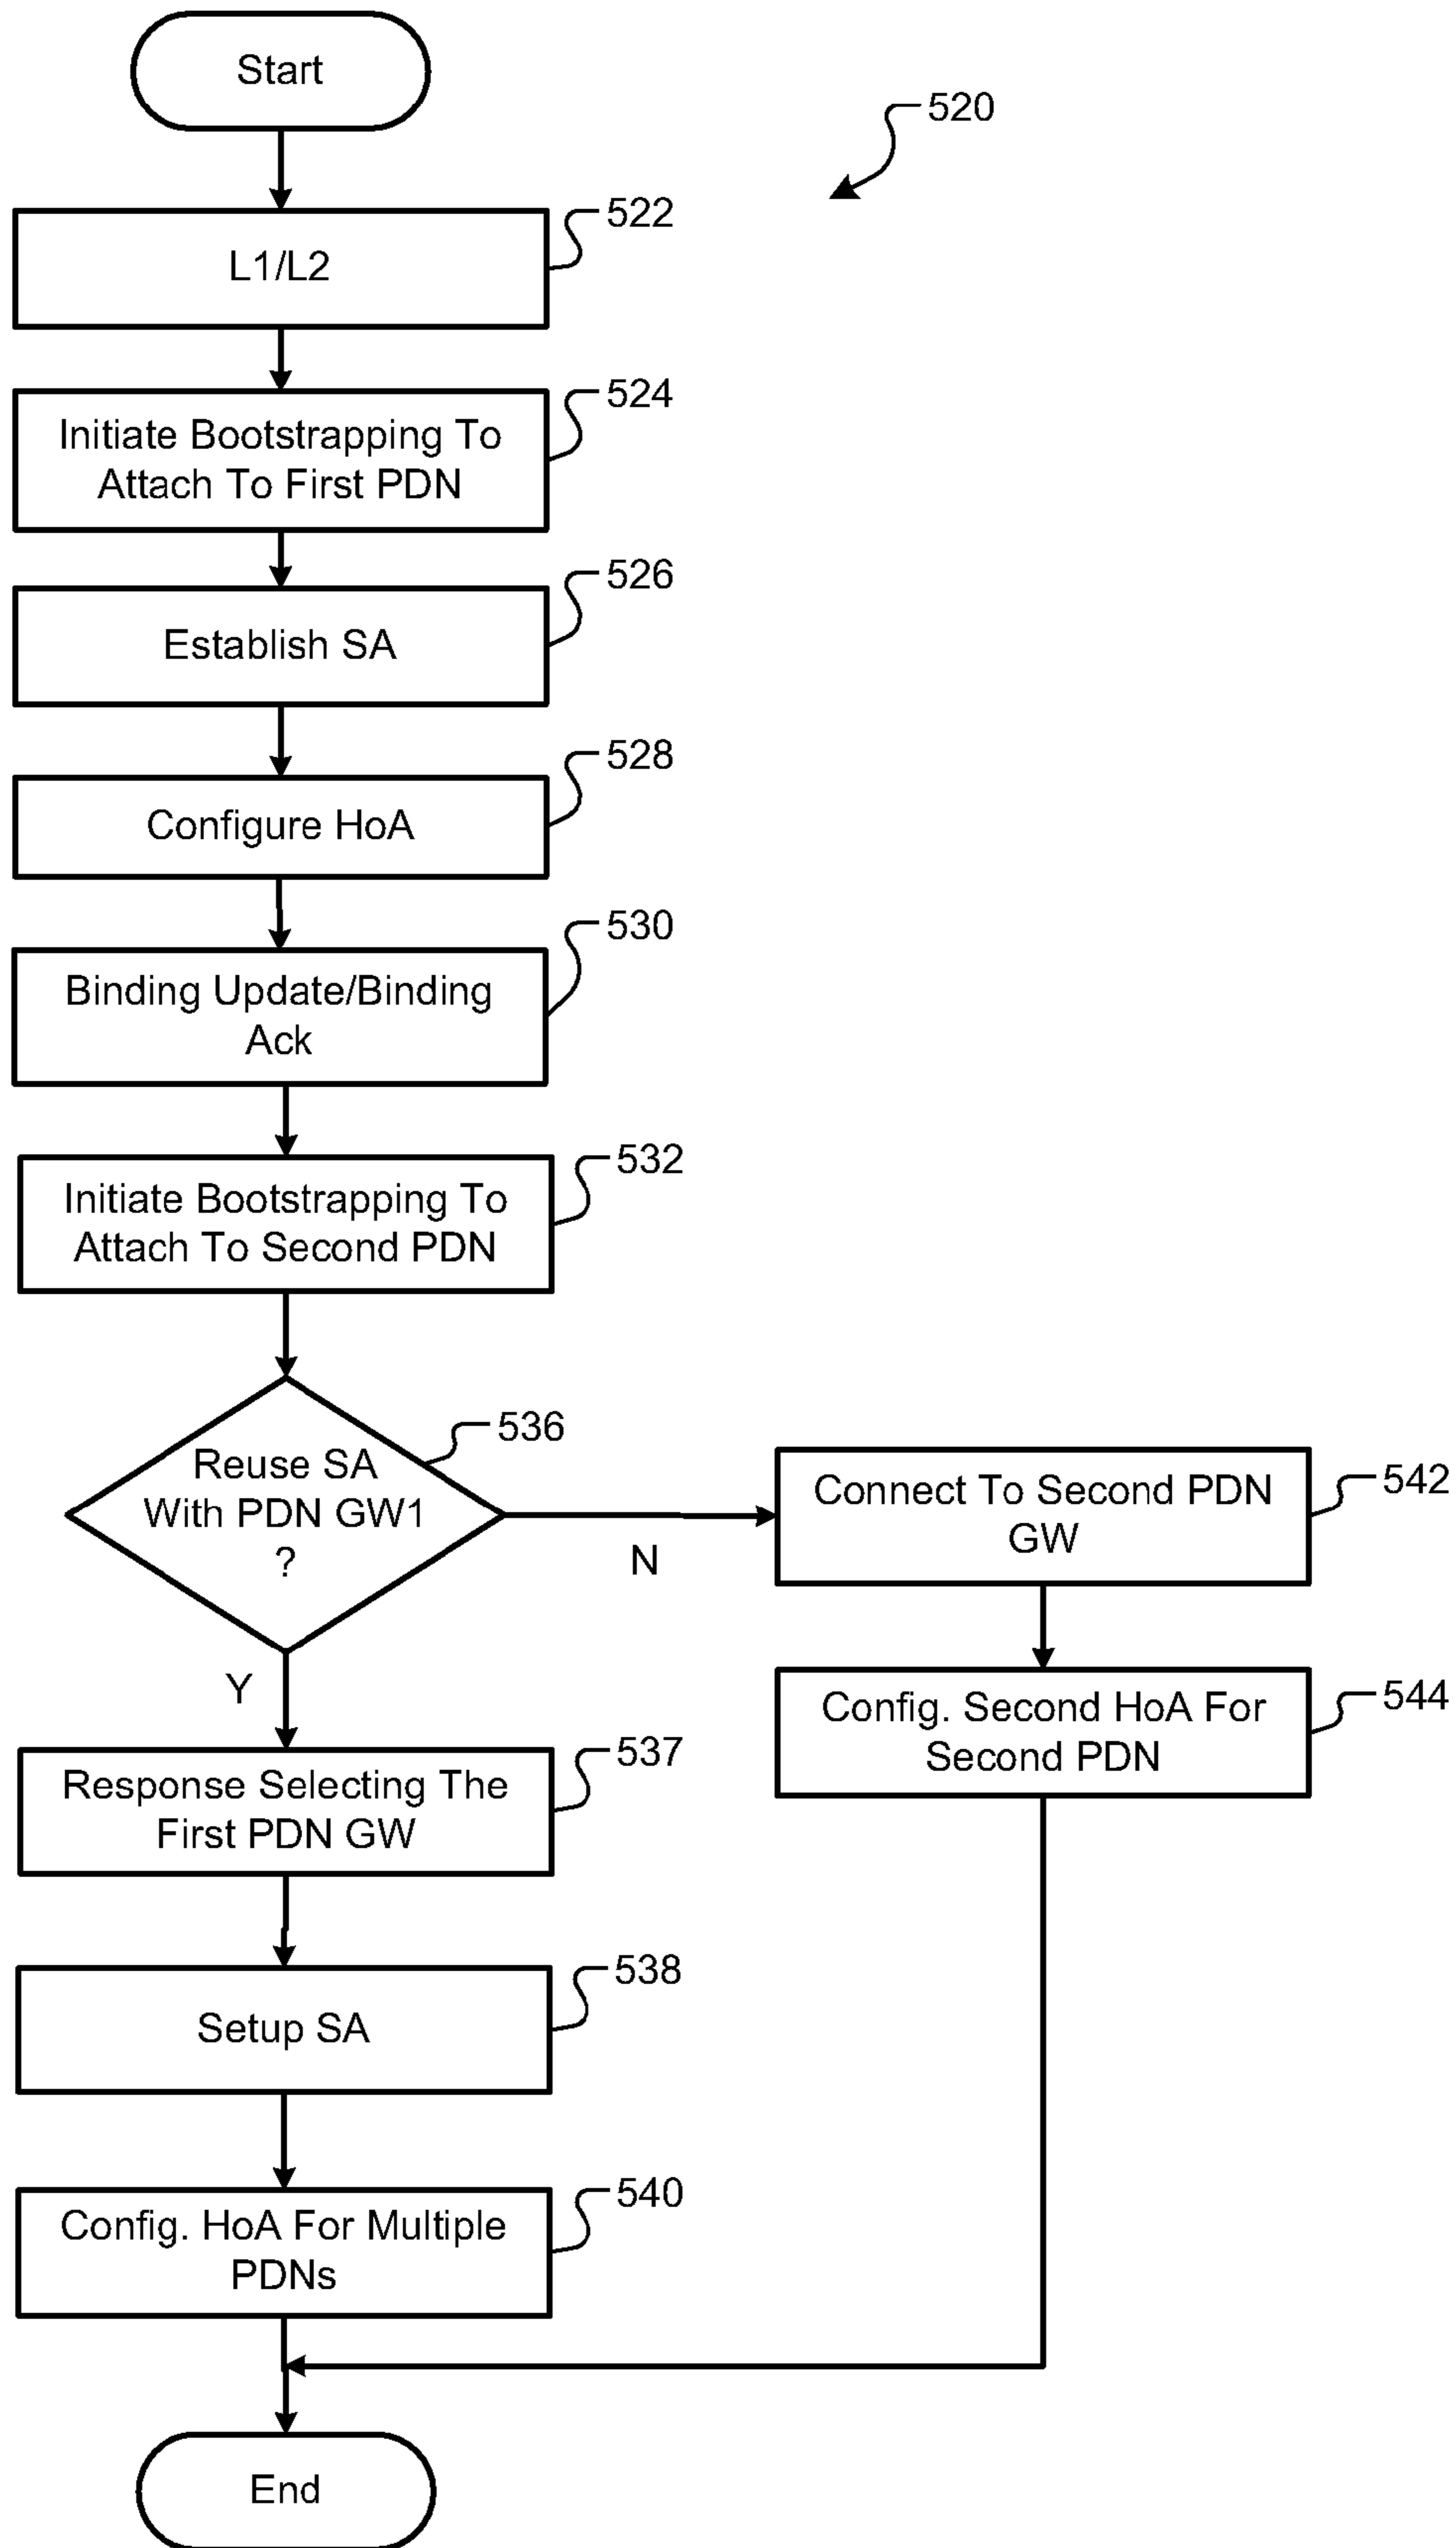 Start
520
522
L1/L2
524
Initiate Bootstrapping To
Attach To First PDN
526
Establish SA
528
Configure HoA
530
Binding Update/Binding
Ack
532
Initiate Bootstrapping To
Attach To Second PDN
536
Reuse SA
With PDN GW1
?
N
Y
542
Connect To Second PDN
GW
544
Config. Second HoA For
Second PDN
537
Response Selecting The
First PDN GW
538
Setup SA
540
Config. HoA For Multiple
PDNs
End